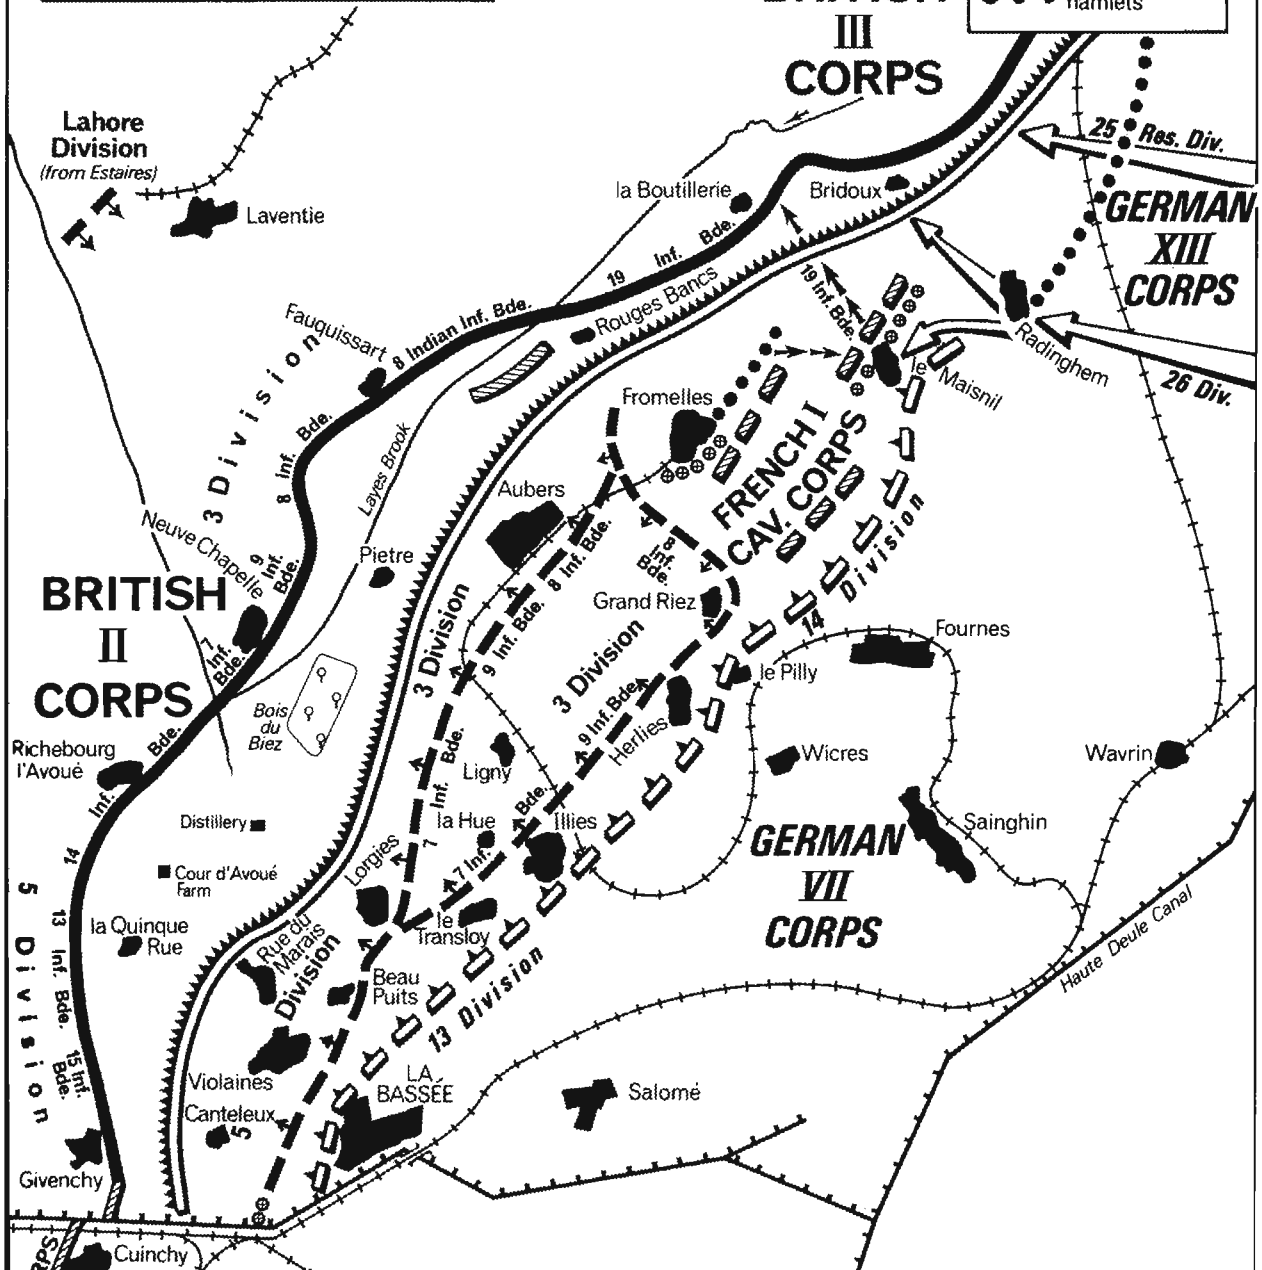 hamlets
III
CORPS
Lahore
Division
(from Estaires)
Laventie
la Boutillerie
Bridoux
25 Res. Div.
GERMAN
XIII
CORPS
19 Inf. Bde.
Rouges Bancs
19 Inf. Bde.
Radinghem
26 Div.
le
Maisnil
Fauquissart
8 Indian Inf. Bde.
3 Division
Fromelles
FRENCH I
CAV. CORPS
8 Inf. Bde.
Layes Brook
Aubers
Neuve Chapelle
9
Inf.
Bde.
Pietre
8 Inf. Bde.
8
Inf.
Bde.
14 Division
BRITISH
II
CORPS
7
Inf.
Bde.
3 Division
9 Inf. Bde.
Grand Riez
3 Division
Fournes
le Pilly
9 Inf. Bde.
Herlies
Bois
du
Biez
Richebourg
l'Avoué
14 Inf. Bde.
Ligny
Wicres
Wavrin
7 Inf. Bde.
Distillery
la Hue
Illies
Sainghin
7 Inf. Bde.
GERMAN
VII
CORPS
Cour d'Avoué
Farm
Lorgies
5 Division
13 Inf. Bde.
la Quinque
Rue
le
Transloy
Rue du
Marais
Haute Deule Canal
5 Division
Beau
Puits
13 Division
15 Inf.
Bde.
Violaines
LA
BASSÉE
Salomé
Canteleux
Givenchy
Cuinchy